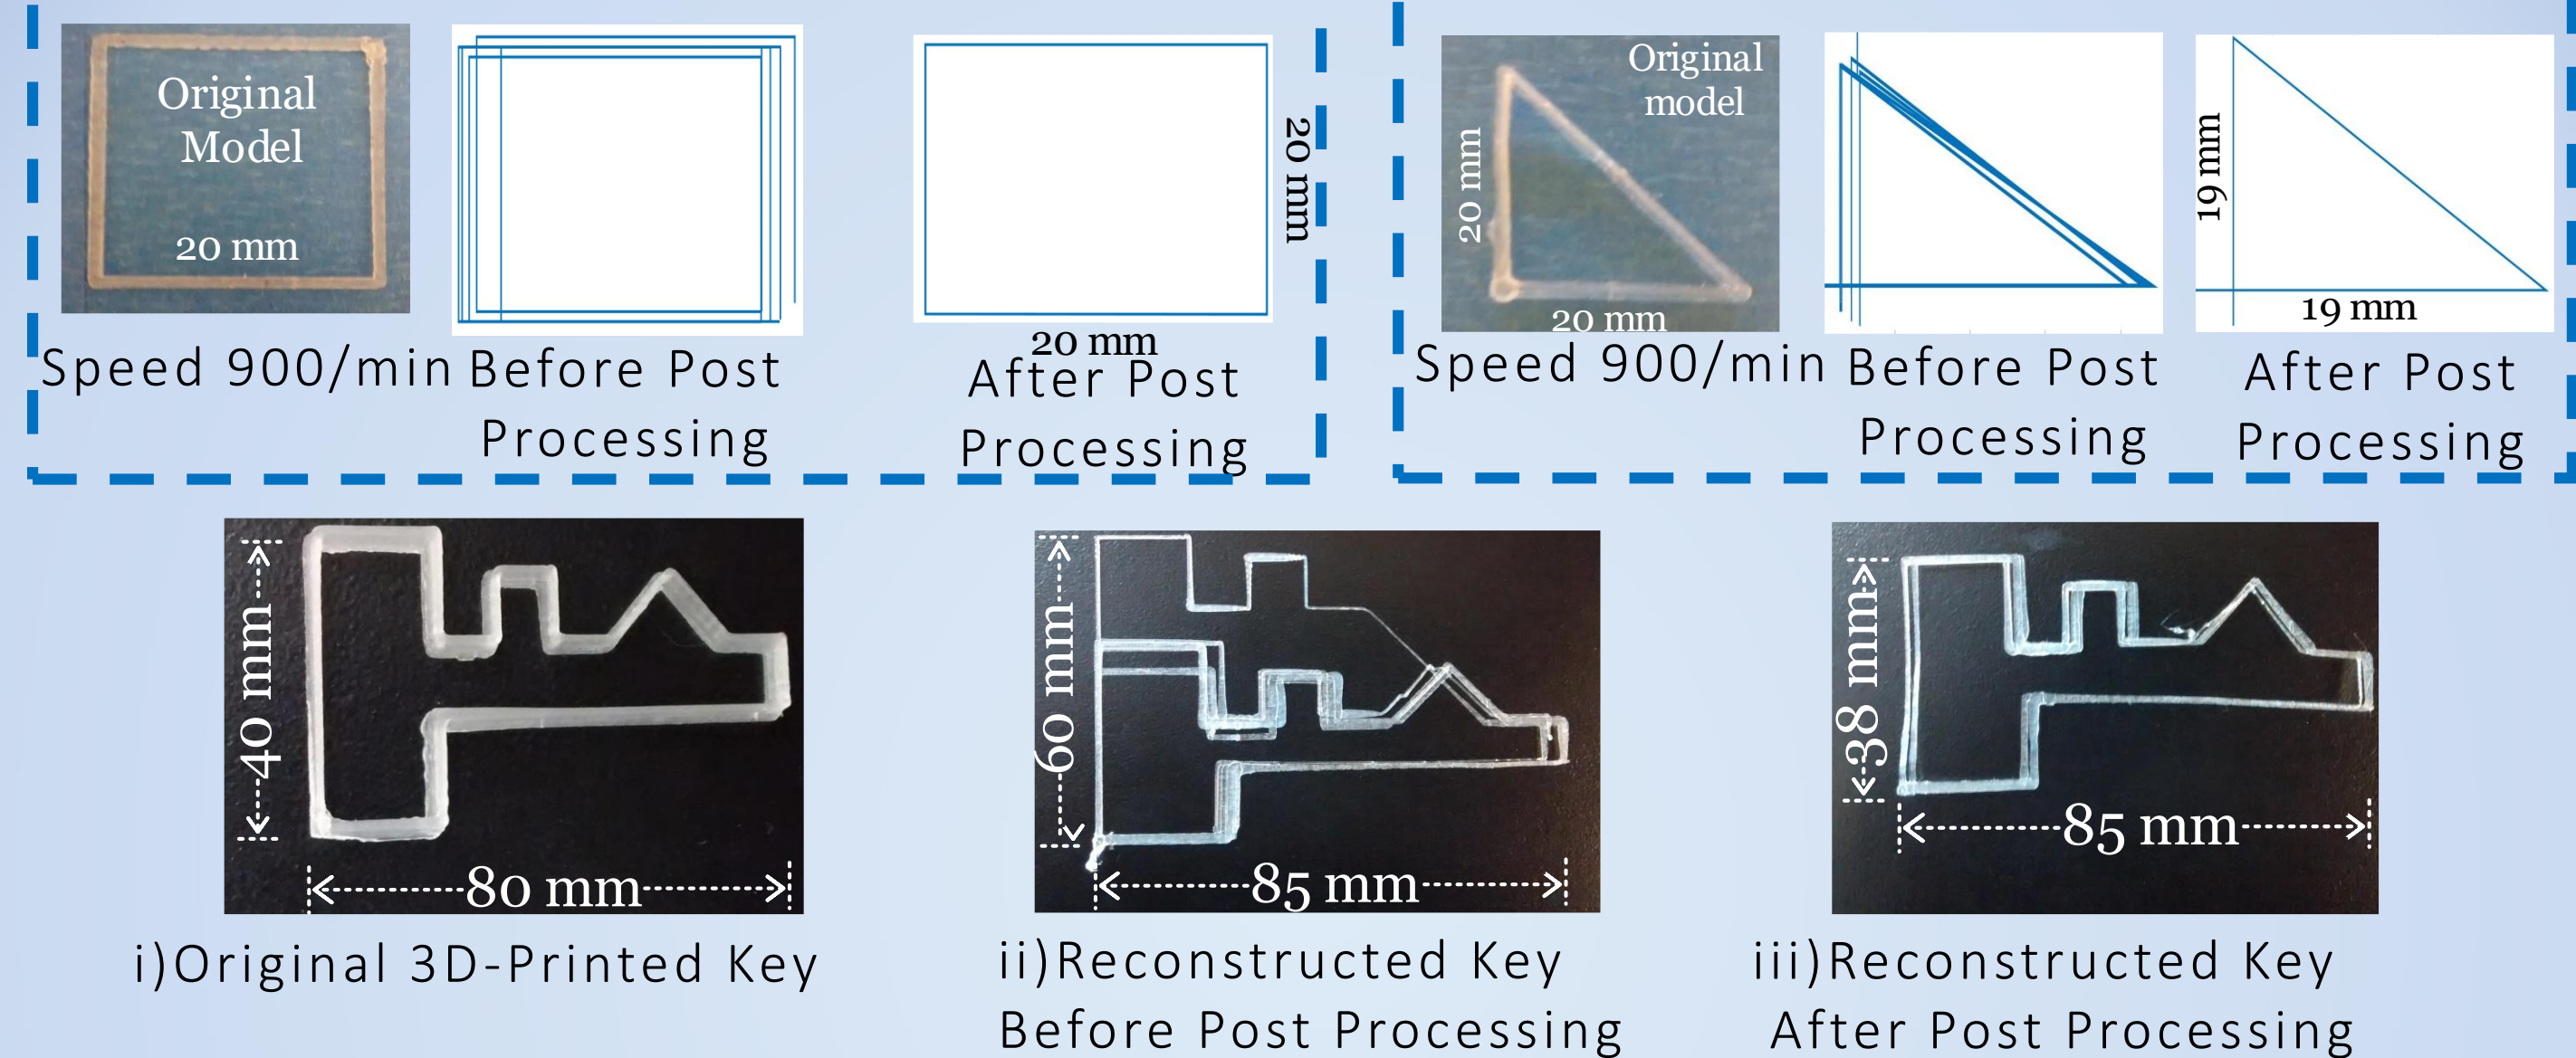 Original
Model
20 mm
Speed 900/min
Before Post
Processing
20 mm
20 mm
After Post
Processing
Original
model
20 mm
20 mm
Speed 900/min
Before Post
Processing
19 mm
19 mm
After Post
Processing
40 mm
80 mm
i)Original 3D-Printed Key
60 mm
85 mm
ii)Reconstructed Key
Before Post Processing
38 mm
85 mm
iii)Reconstructed Key
After Post Processing